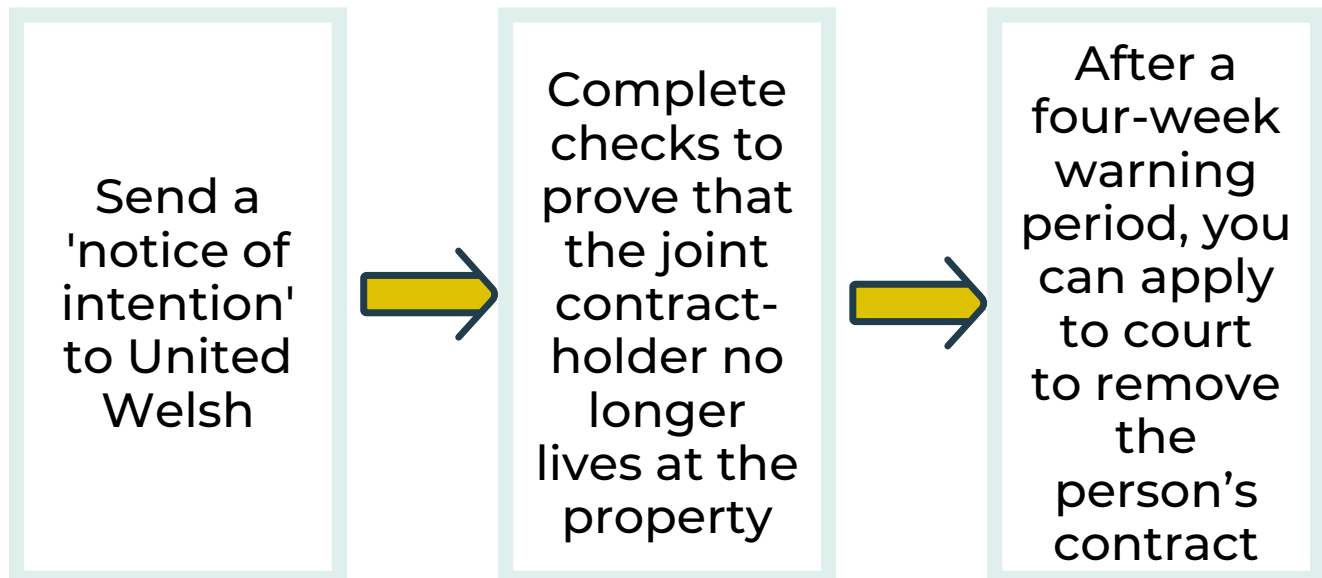 Send a
'notice of
intention'
to United
Welsh
Complete
checks to
prove that
the joint
contract-
holder no
longer
lives at the
property
After a
four-week
warning
period, you
can apply
to court
to remove
the
person’s
contract